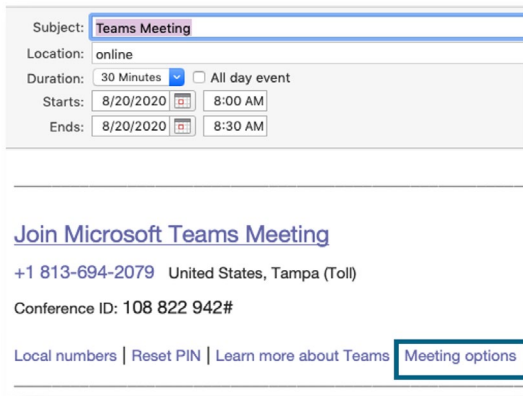 Subject: Teams Meeting
Location: online
Duration: 30 Minutes All day event
Starts: 8/20/2020 8:00 AM
Ends: 8/20/2020 8:30 AM
Join Microsoft Teams Meeting
+1 813-694-2079 United States, Tampa (Toll)
Conference ID: 108 822 942#
Local numbers | Reset PIN | Learn more about Teams Meeting options